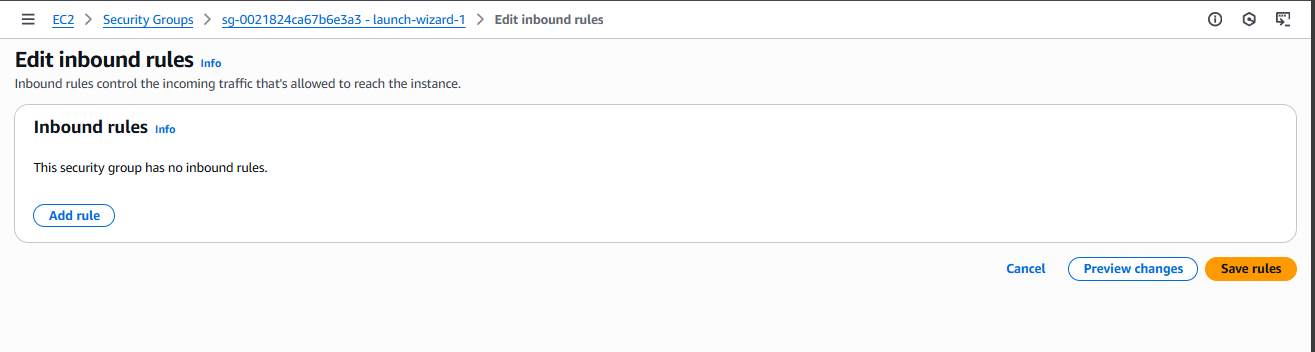 EC2 > Security Groups > sg-0021824ca67b6e3a3 - launch-wizard-1 > Edit inbound rules
Edit inbound rules Info
Inbound rules control the incoming traffic that's allowed to reach the instance.
Inbound rules Info
This security group has no inbound rules.
Add rule
Cancel Preview changes Save rules